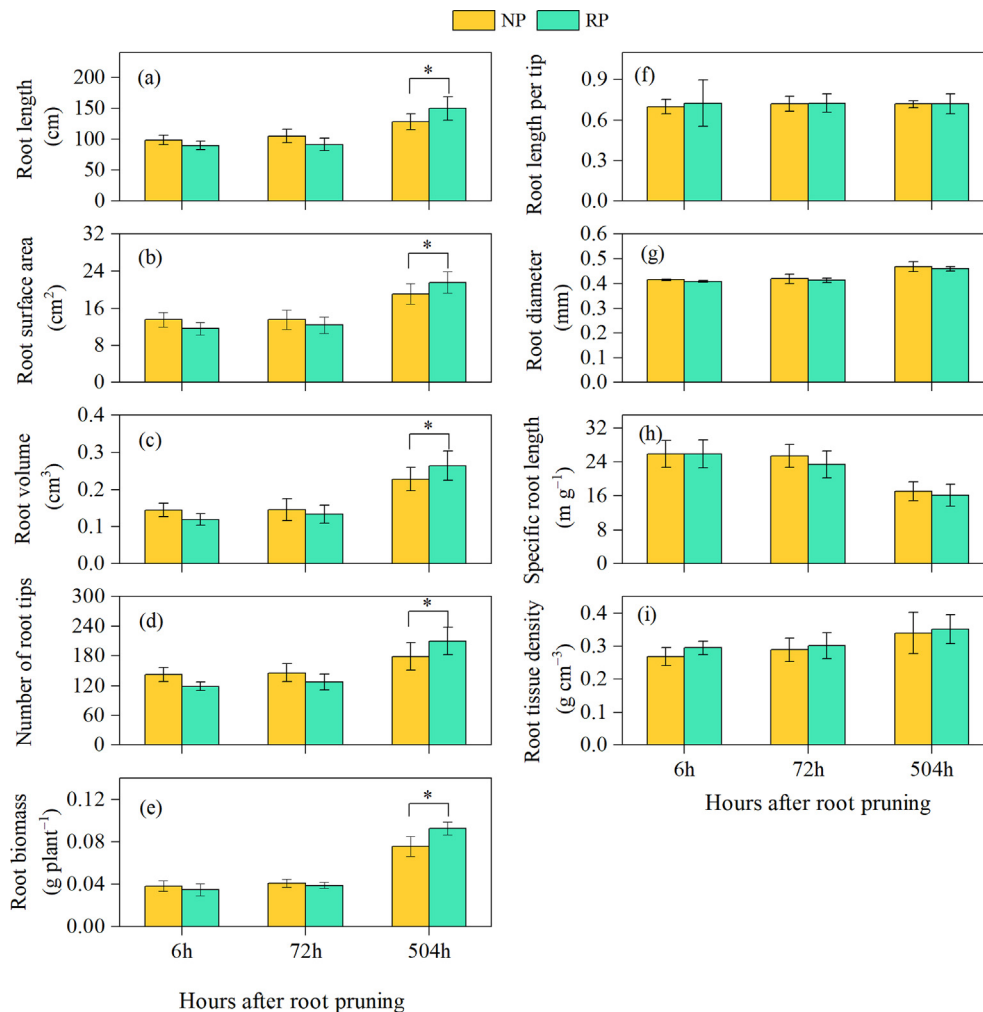 NP RP
(a)
Root length
(cm)
200
150
100
50
0
*
(b)
Root surface area
(cm²)
32
24
16
8
0
*
(c)
Root volume
(cm³)
0.4
0.3
0.2
0.1
0.0
*
(d)
Number of root tips
300
240
180
120
60
0
*
(e)
Root biomass
(g plant⁻¹)
0.12
0.08
0.04
0.00
*
6h 72h 504h
Hours after root pruning
(f)
Root length per tip
0.9
0.6
0.3
0.0
(g)
Root diameter
(mm)
0.6
0.5
0.4
0.3
0.2
0.1
0.0
(h)
Specific root length
(m g⁻¹)
32
24
16
8
0
(i)
Root tissue density
(g cm⁻³)
0.4
0.3
0.2
0.1
0.0
6h 72h 504h
Hours after root pruning